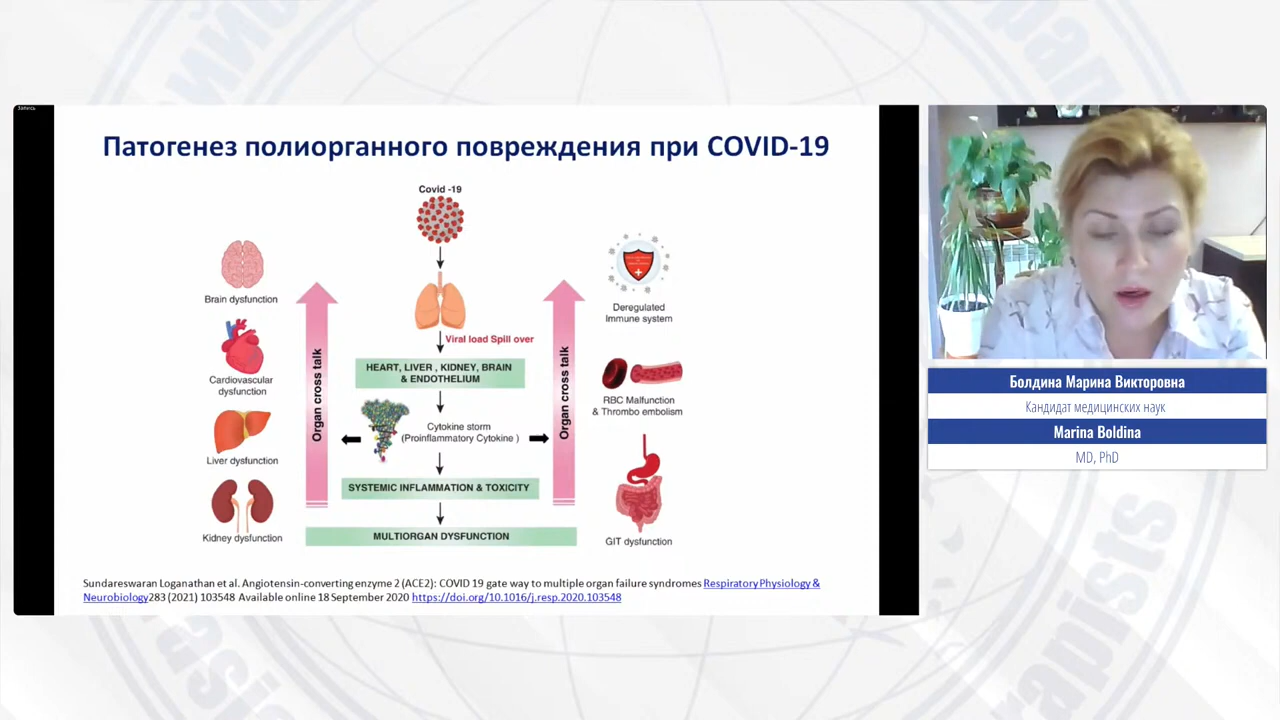 Запись
Патогенез полиорганного повреждения при COVID-19
Covid -19
Brain dysfunction
Cardiovascular
dysfunction
Liver dysfunction
Kidney dysfunction
Organ cross talk
Viral load Spill over
HEART, LIVER , KIDNEY, BRAIN
& ENDOTHELIUM
Cytokine storm
(Proinflammatory Cytokine )
SYSTEMIC INFLAMMATION & TOXICITY
MULTIORGAN DYSFUNCTION
Organ cross talk
Deregulated
Immune system
RBC Malfunction
& Thrombo embolism
GIT dysfunction
Sundareswaran Loganathan et al. Angiotensin-converting enzyme 2 (ACE2): COVID 19 gate way to multiple organ failure syndromes Respiratory Physiology &
Neurobiology283 (2021) 103548 Available online 18 September 2020 https://doi.org/10.1016/j.resp.2020.103548
Болдина Марина Викторовна
Кандидат медицинских наук
Marina Boldina
MD, PhD